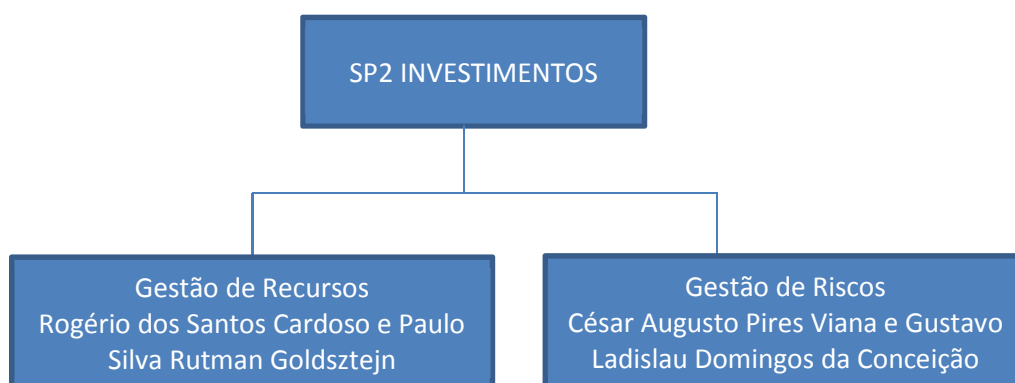 SP2 INVESTIMENTOS
Gestão de Recursos
Rogério dos Santos Cardoso e Paulo
Silva Rutman Goldsztejn
Gestão de Riscos
César Augusto Pires Viana e Gustavo
Ladislau Domingos da Conceição